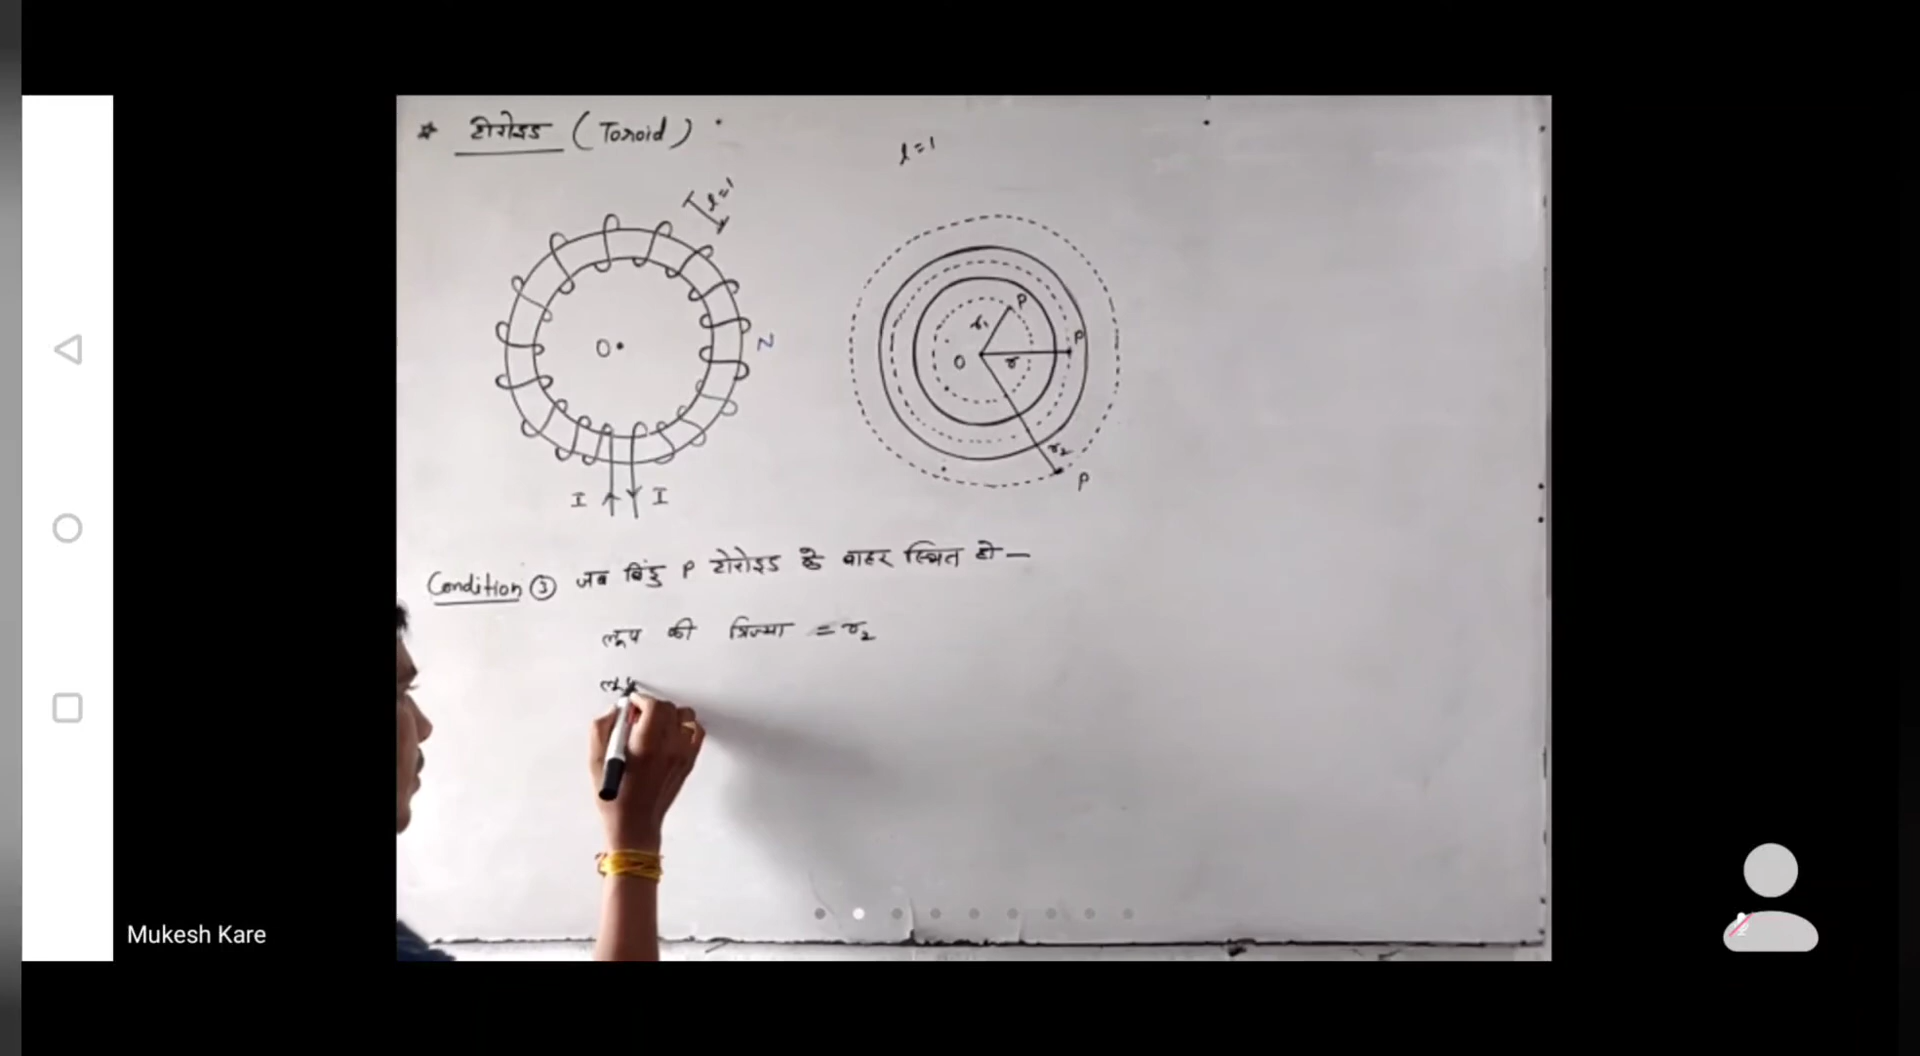 * टोरोइड (Toroid)
l=1
l=1
O
N
I I
P
r₁
P
O
r
r₂
P
Condition ③ जब बिंदु P टोरोइड के बाहर स्थित हो —
लूप की त्रिज्या = r₂
लूप
Mukesh Kare